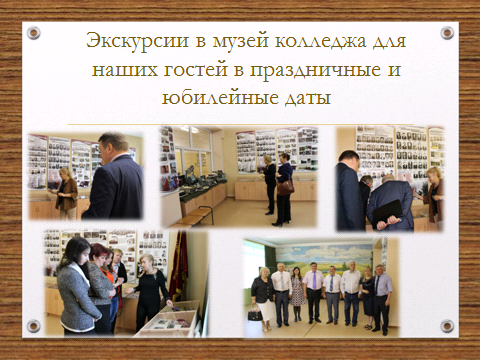 Экскурсии в музей колледжа для
наших гостей в праздничные и
юбилейные даты